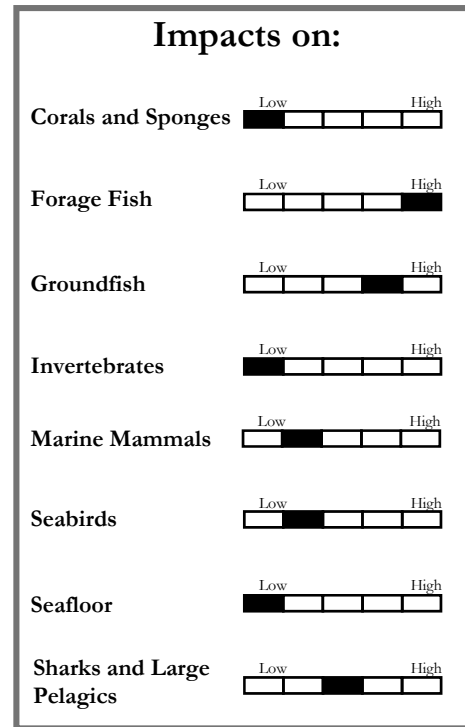 Impacts on:
Low High
Corals and Sponges
Low High
Forage Fish
Low High
Groundfish
Low High
Invertebrates
Low High
Marine Mammals
Low High
Seabirds
Low High
Seafloor
Low High
Sharks and Large
Pelagics